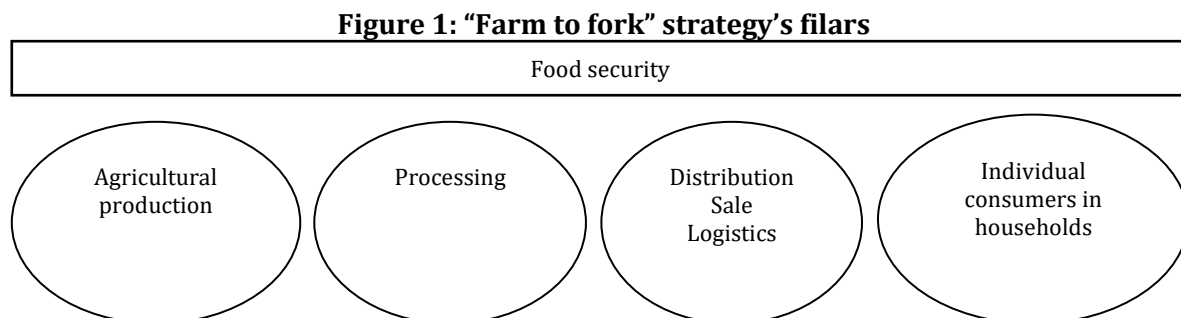 Figure 1: “Farm to fork” strategy’s filars
Food security
Agricultural
production
Processing
Distribution
Sale
Logistics
Individual
consumers in
households